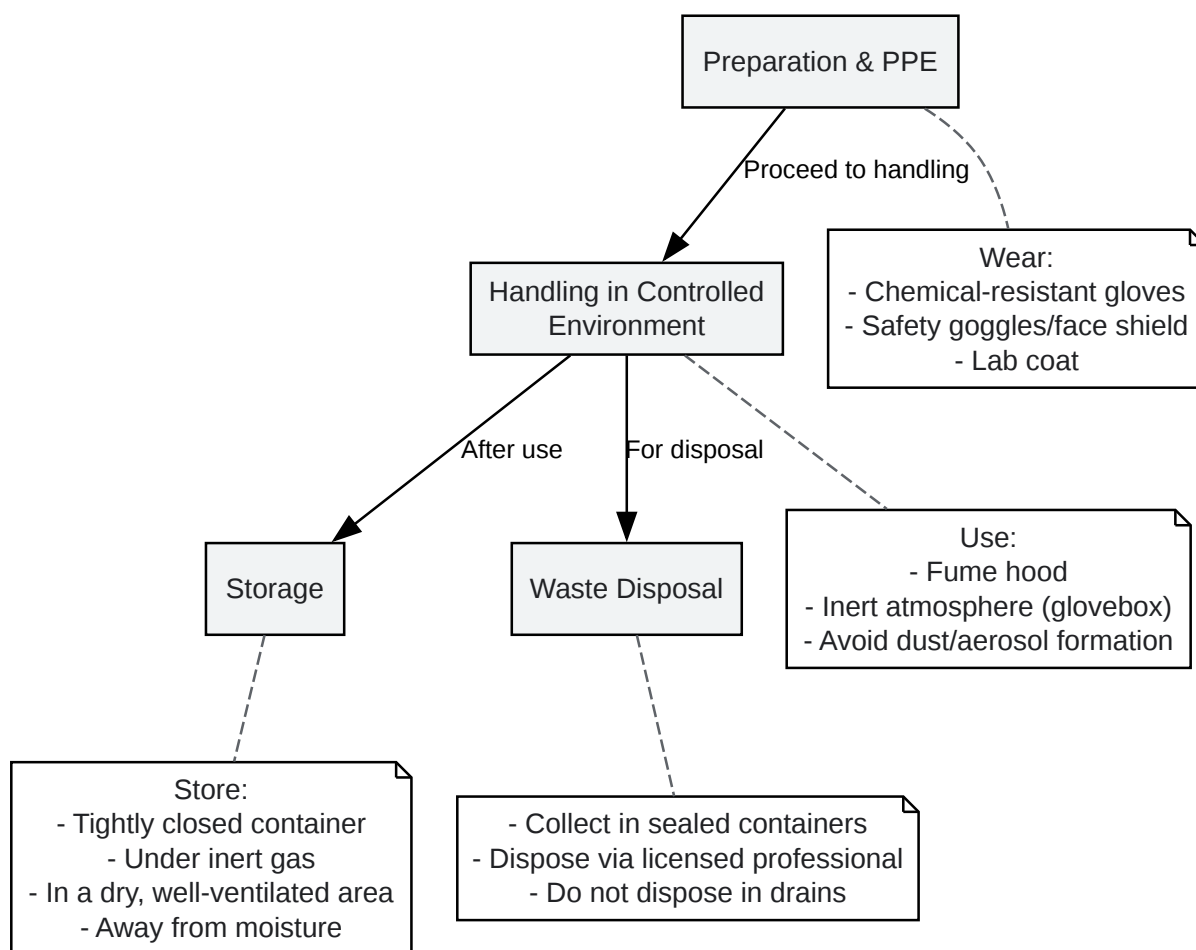 Preparation & PPE
Proceed to handling
Wear:
- Chemical-resistant gloves
- Safety goggles/face shield
- Lab coat
Handling in Controlled
Environment
After use
For disposal
Use:
- Fume hood
- Inert atmosphere (glovebox)
- Avoid dust/aerosol formation
Storage
Waste Disposal
Store:
- Tightly closed container
- Under inert gas
- In a dry, well-ventilated area
- Away from moisture
- Collect in sealed containers
- Dispose via licensed professional
- Do not dispose in drains